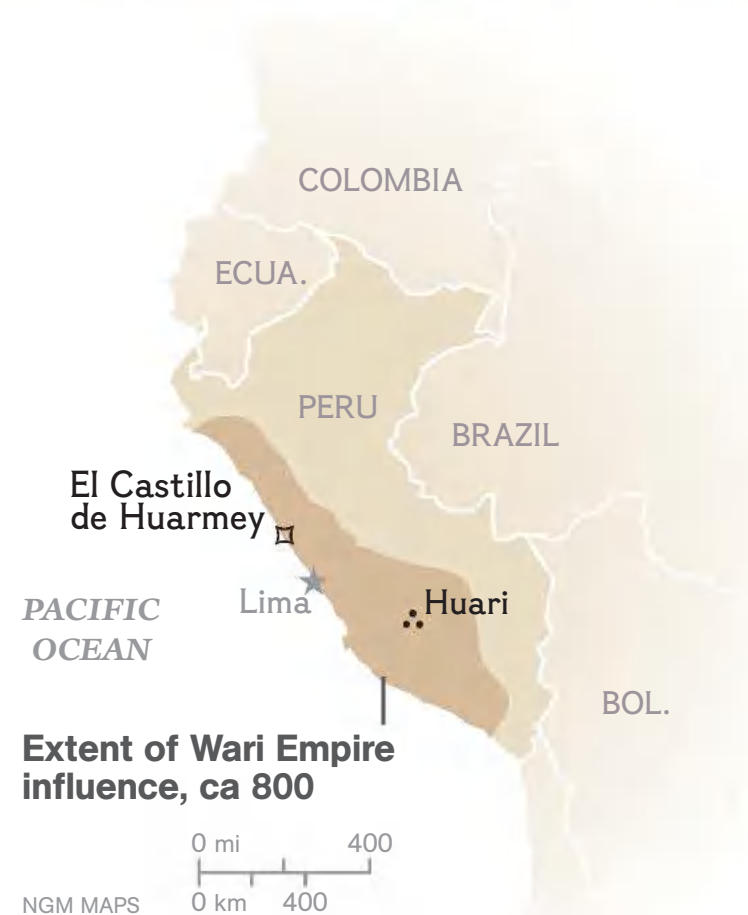 COLOMBIA
ECUA.
PERU
BRAZIL
El Castillo
de Huarmey
Lima
Huari
PACIFIC
OCEAN
BOL.
Extent of Wari Empire
influence, ca 800
0 mi 400
0 km 400
NGM MAPS